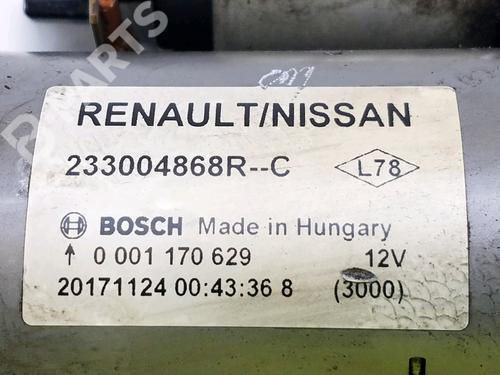 B-PARTS
RENAULT/NISSAN
233004868R--C L78
BOSCH Made in Hungary
0 001 170 629 12V
20171124 00:43:36 8 (3000)